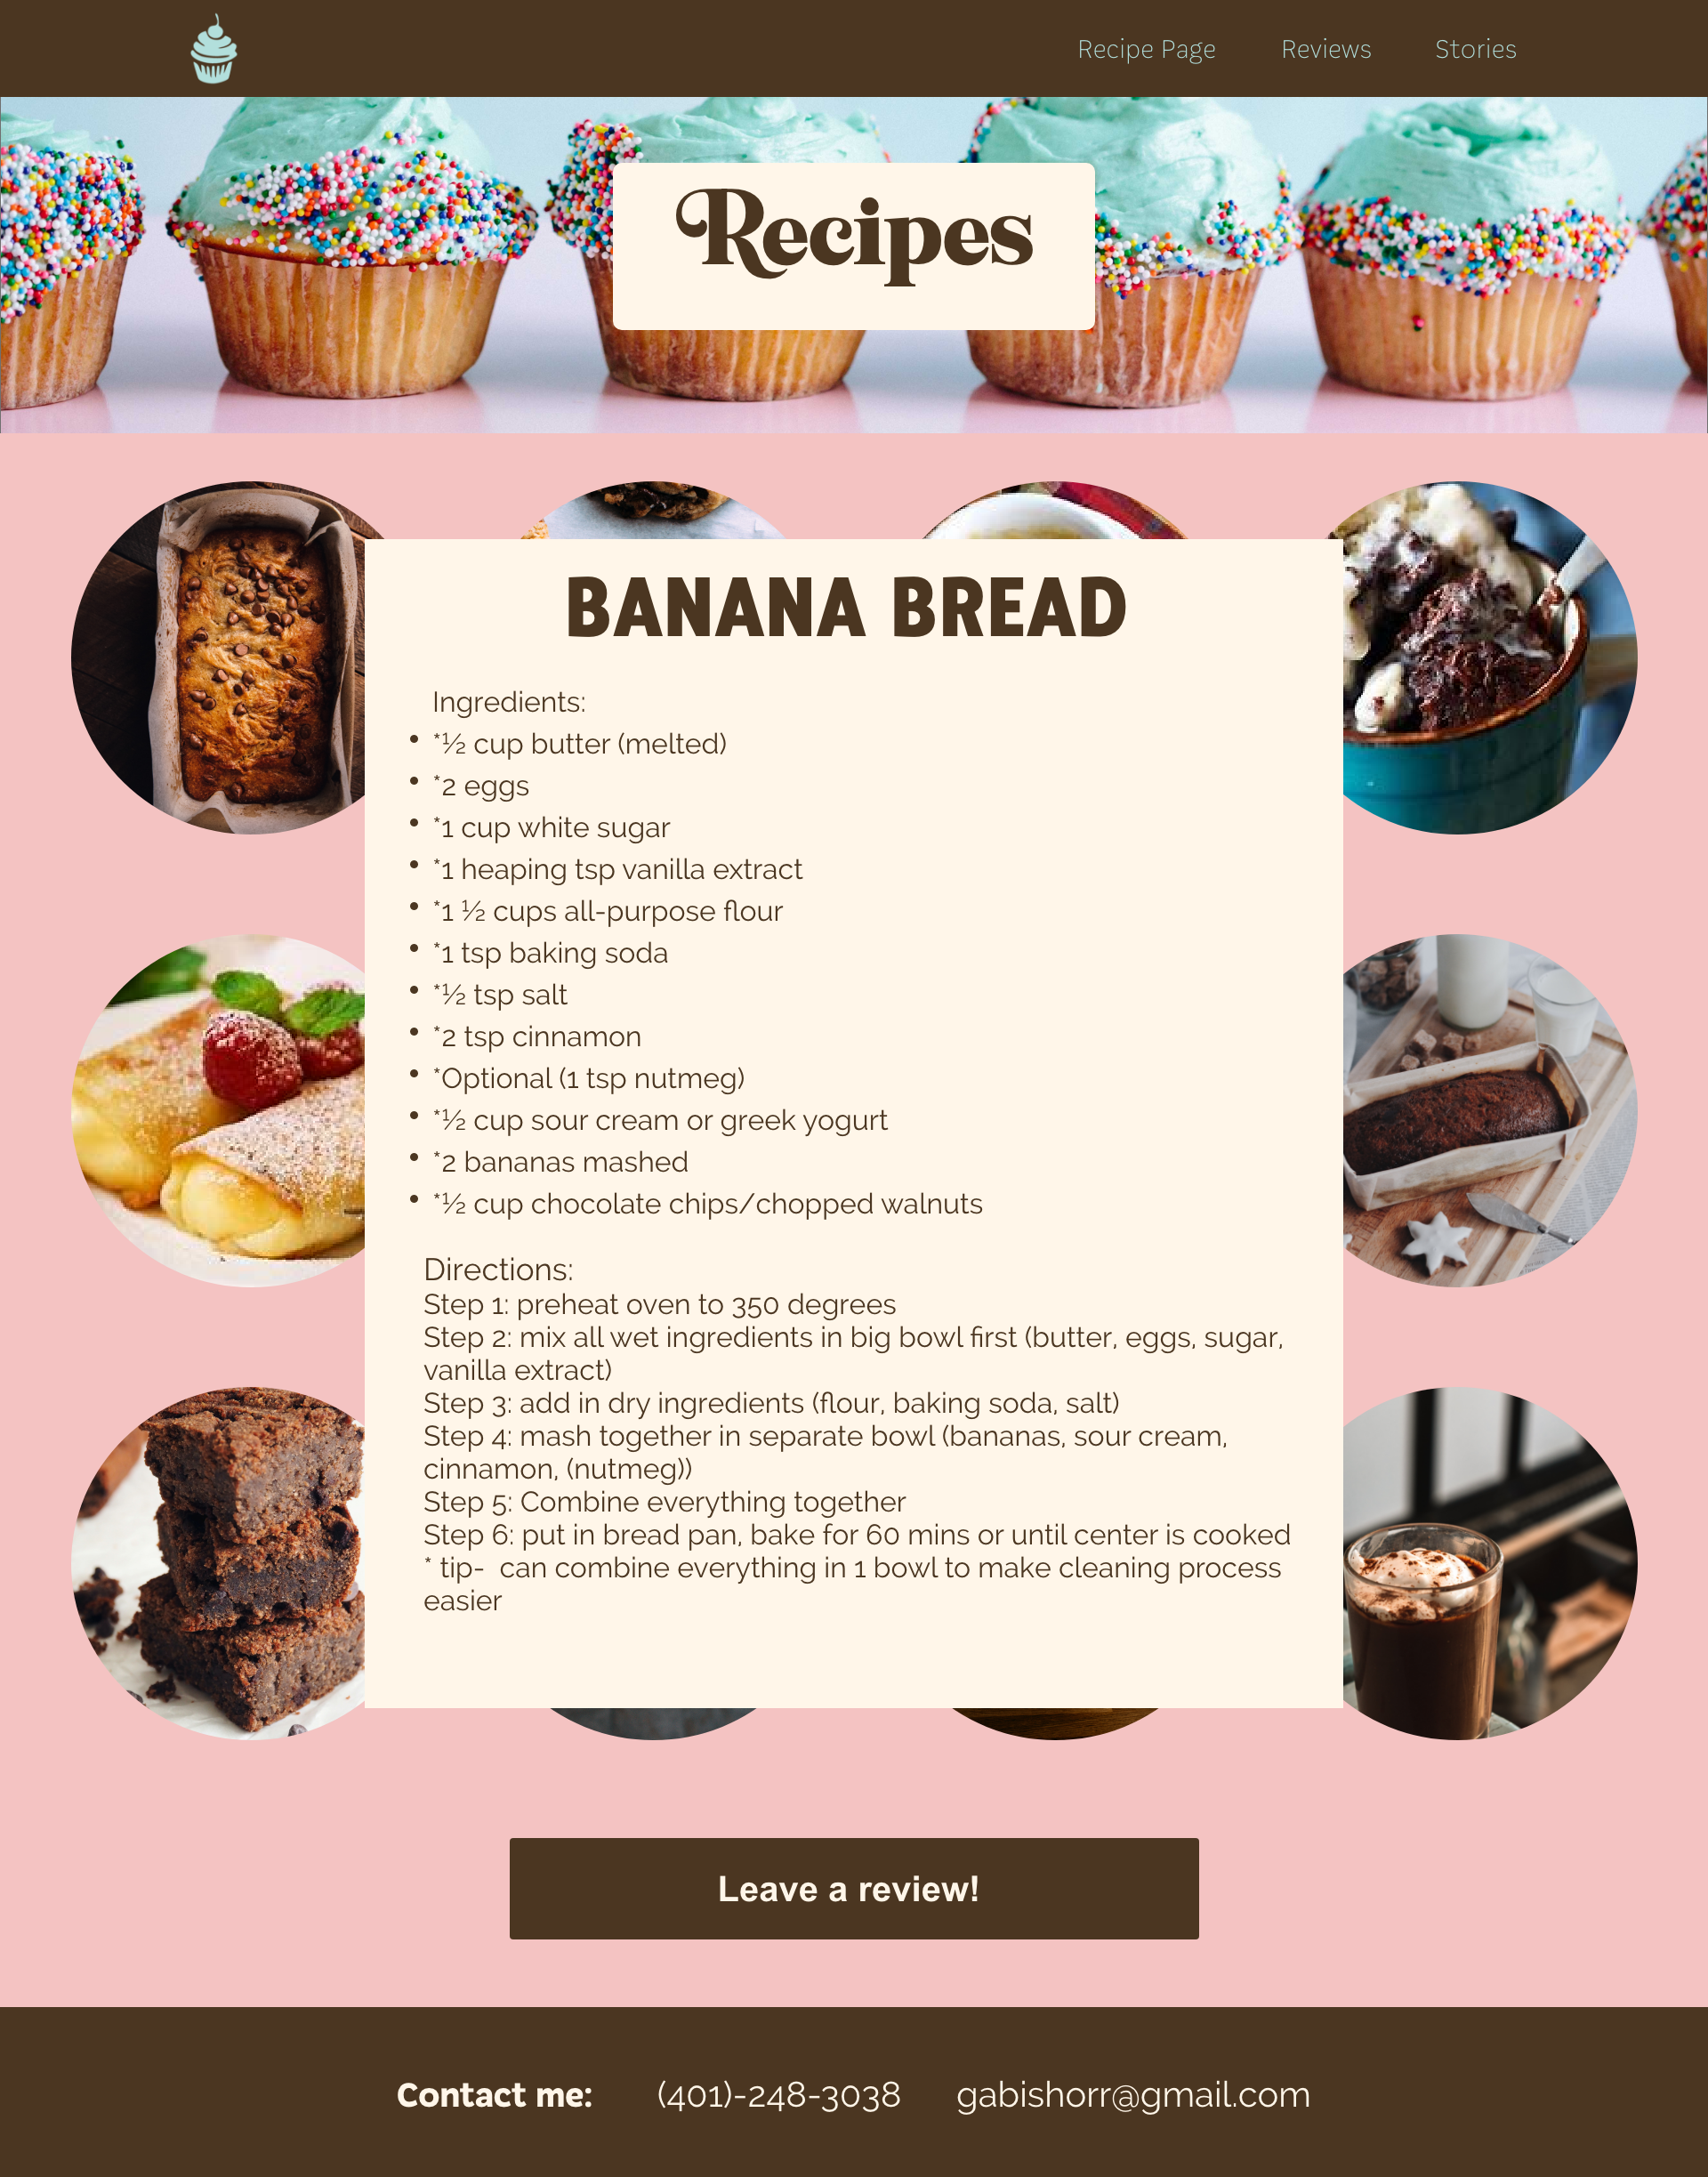 Recipe Page Reviews Stories
Recipes
BANANA BREAD
Ingredients:
• *½ cup butter (melted)
• *2 eggs
• *1 cup white sugar
• *1 heaping tsp vanilla extract
• *1 ½ cups all-purpose flour
• *1 tsp baking soda
• *½ tsp salt
• *2 tsp cinnamon
• *Optional (1 tsp nutmeg)
• *½ cup sour cream or greek yogurt
• *2 bananas mashed
• *½ cup chocolate chips/chopped walnuts
Directions:
Step 1: preheat oven to 350 degrees
Step 2: mix all wet ingredients in big bowl first (butter, eggs, sugar,
vanilla extract)
Step 3: add in dry ingredients (flour, baking soda, salt)
Step 4: mash together in separate bowl (bananas, sour cream,
cinnamon, (nutmeg))
Step 5: Combine everything together
Step 6: put in bread pan, bake for 60 mins or until center is cooked
* tip-  can combine everything in 1 bowl to make cleaning process
easier
Leave a review!
Contact me: (401)-248-3038 gabishorr@gmail.com